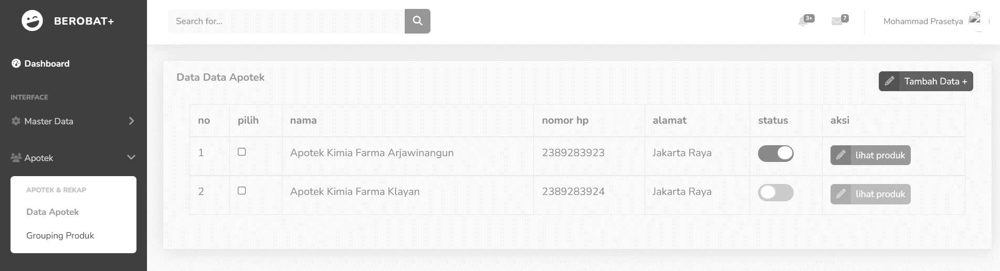 BEROBAT+
Search for...
3+
7
Mohammad Prasetya
Dashboard
INTERFACE
Master Data
Apotek
APOTEK & REKAP
Data Apotek
Grouping Produk
Data Data Apotek
Tambah Data +
no pilih nama nomor hp alamat status aksi
1 Apotek Kimia Farma Arjawinangun 2389283923 Jakarta Raya lihat produk
2 Apotek Kimia Farma Klayan 2389283924 Jakarta Raya lihat produk